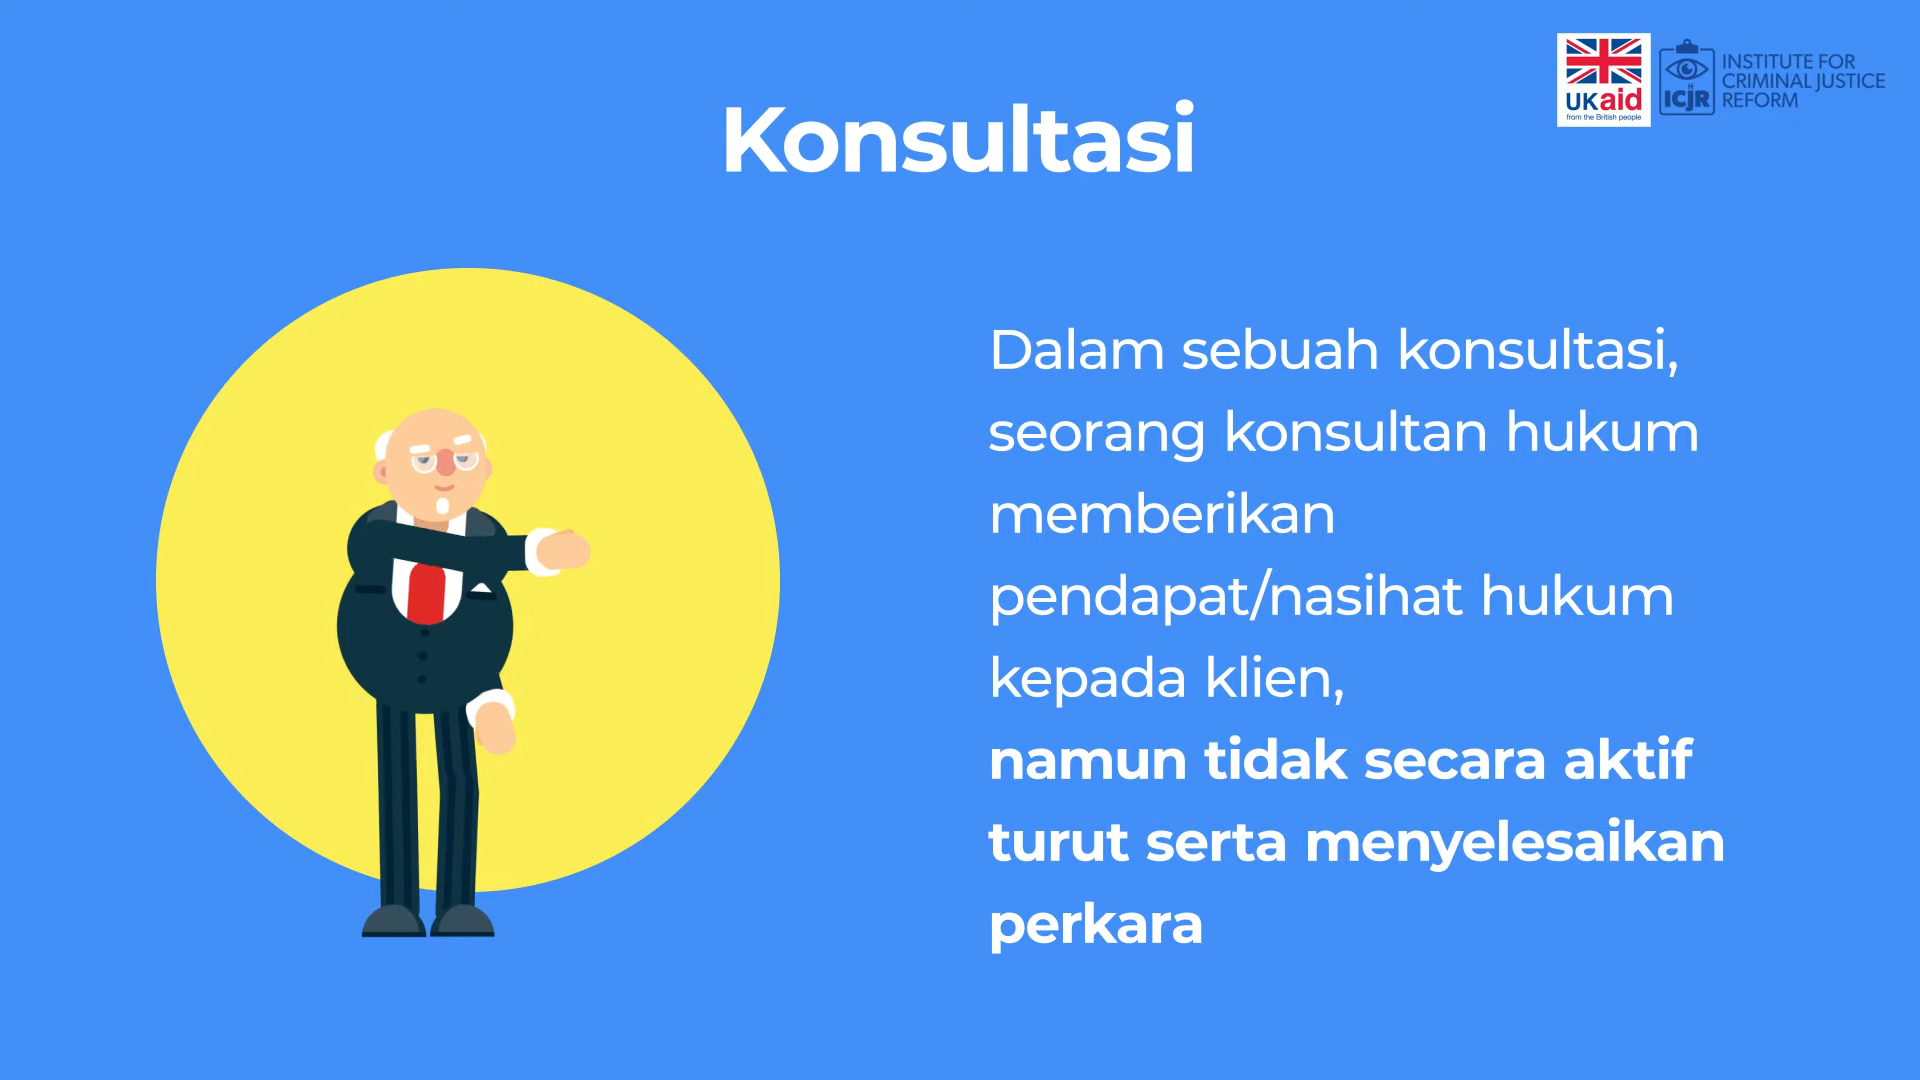 UKaid
from the British people
ICJR
INSTITUTE FOR
CRIMINAL JUSTICE
REFORM
Konsultasi
Dalam sebuah konsultasi,
seorang konsultan hukum
memberikan
pendapat/nasihat hukum
kepada klien,
namun tidak secara aktif
turut serta menyelesaikan
perkara